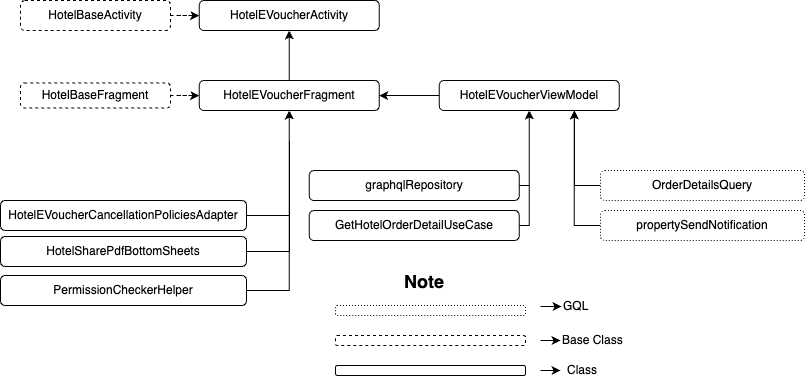 HotelBaseActivity
HotelEVoucherActivity
HotelBaseFragment
HotelEVoucherFragment
HotelEVoucherViewModel
graphqlRepository
OrderDetailsQuery
HotelEVoucherCancellationPoliciesAdapter
GetHotelOrderDetailUseCase
propertySendNotification
HotelSharePdfBottomSheets
PermissionCheckerHelper
Note
GQL
Base Class
Class